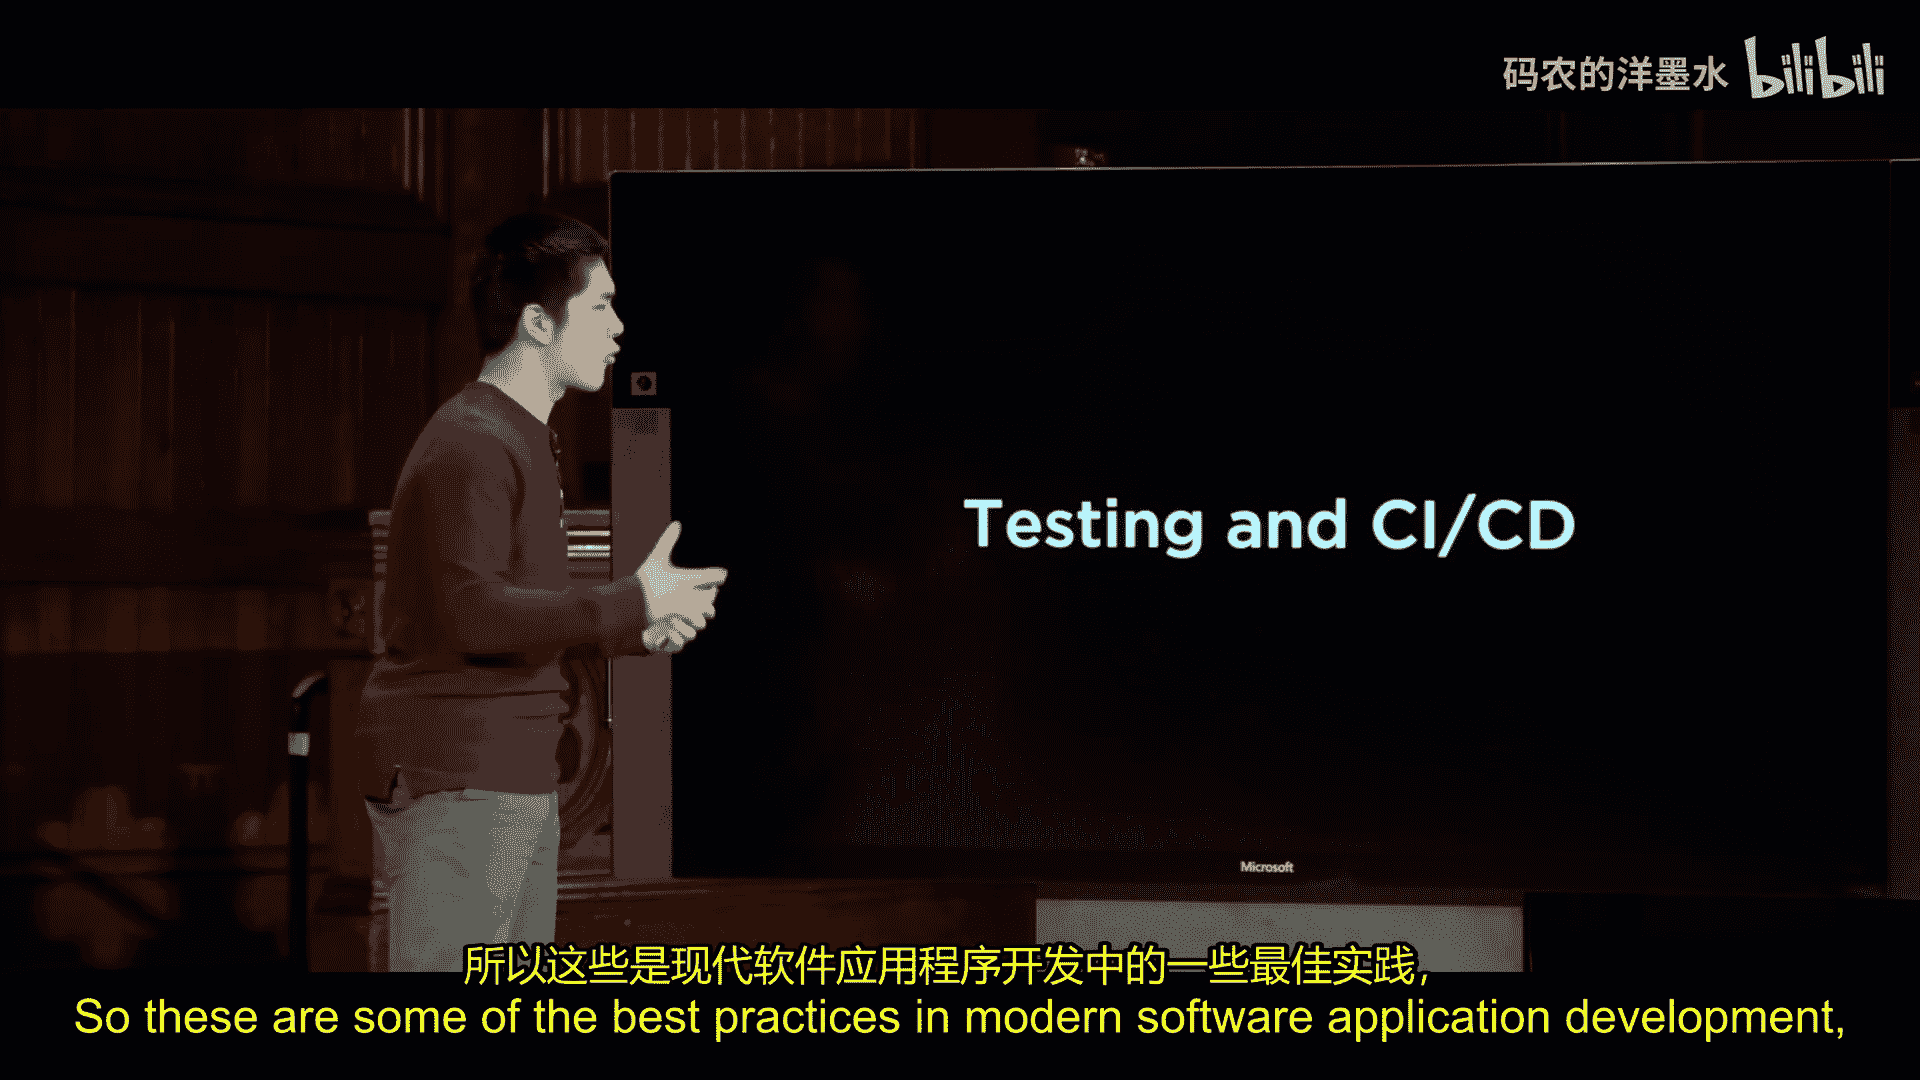 码农的洋墨水 bilibili
Testing and CI/CD
Microsoft
所以这些是现代软件应用程序开发中的一些最佳实践，
So these are some of the best practices in modern software application development,